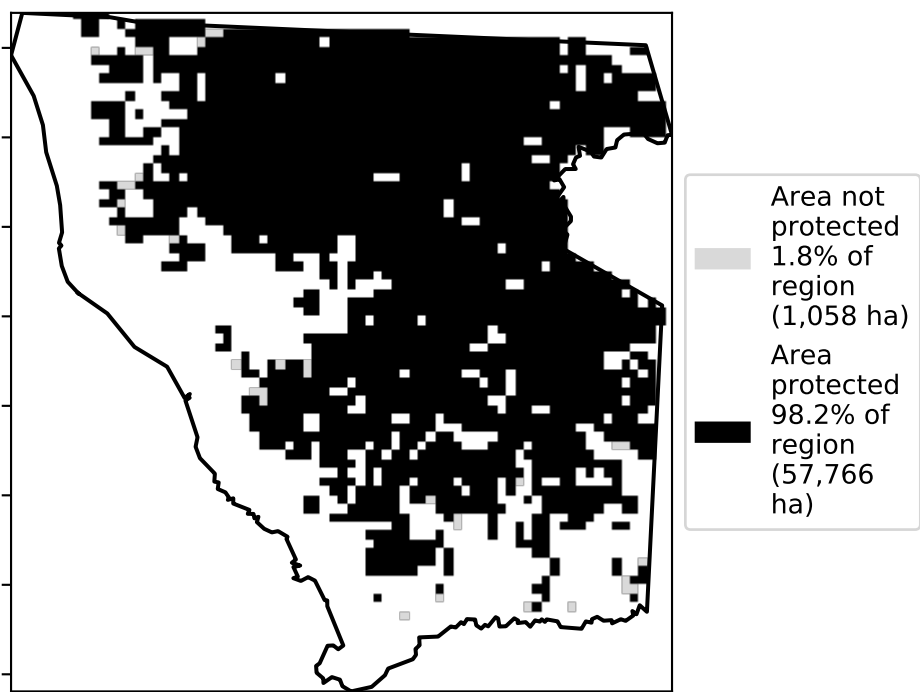 Area not
protected
1.8% of
region
(1,058 ha)
Area
protected
98.2% of
region
(57,766
ha)